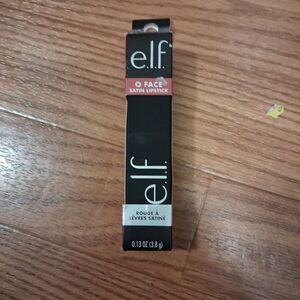 e.l.f.
O FACE
SATIN LIPSTICK
e.l.f.
ROUGE À
LÈVRES SATINÉ
0.13 OZ (3.8 g)